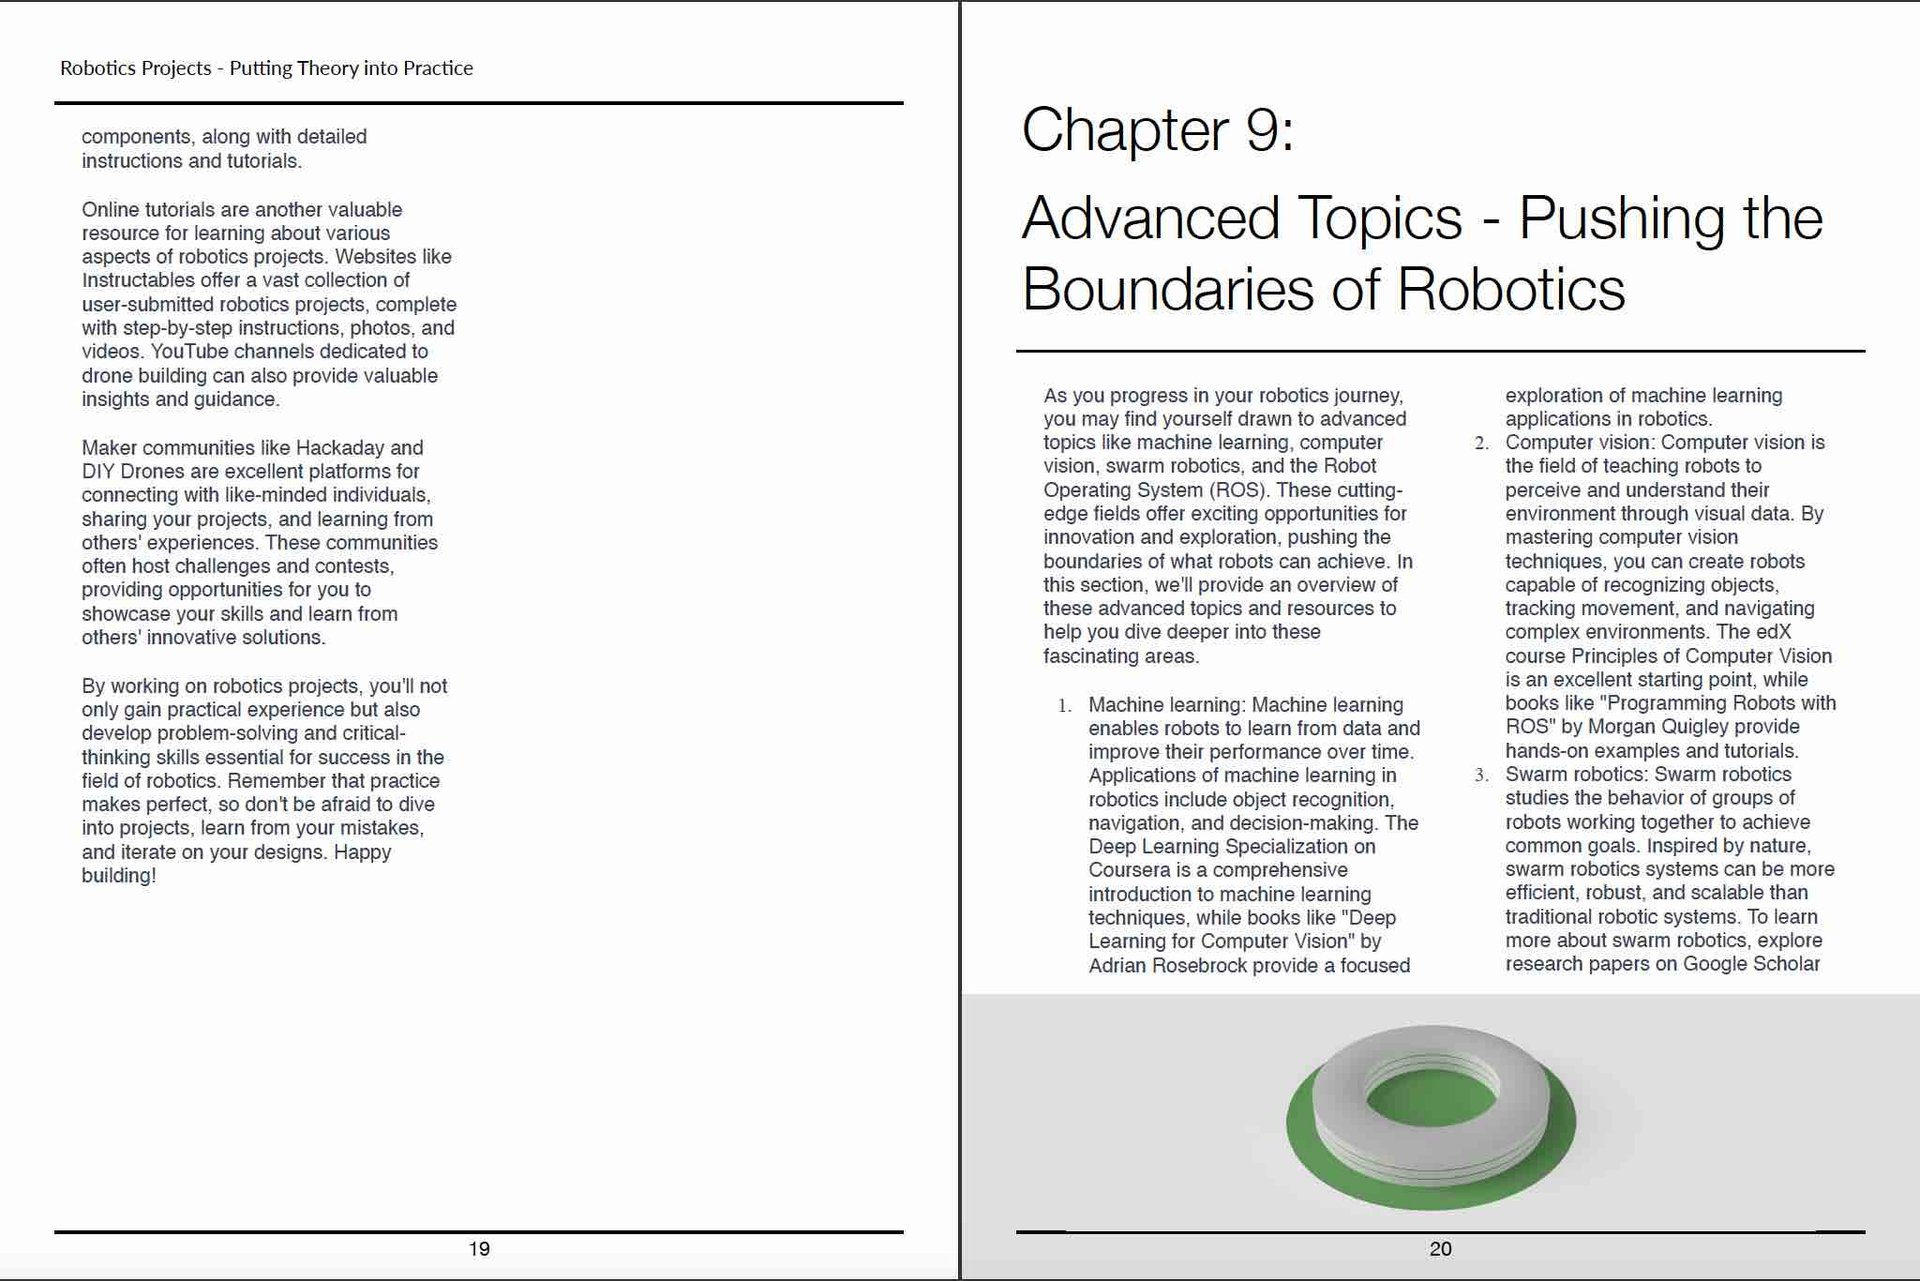 Robotics Projects - Putting Theory into Practice
components, along with detailed
instructions and tutorials.
Online tutorials are another valuable
resource for learning about various
aspects of robotics projects. Websites like
Instructables offer a vast collection of
user-submitted robotics projects, complete
with step-by-step instructions, photos, and
videos. YouTube channels dedicated to
drone building can also provide valuable
insights and guidance.
Maker communities like Hackaday and
DIY Drones are excellent platforms for
connecting with like-minded individuals,
sharing your projects, and learning from
others' experiences. These communities
often host challenges and contests,
providing opportunities for you to
showcase your skills and learn from
others' innovative solutions.
By working on robotics projects, you'll not
only gain practical experience but also
develop problem-solving and critical-
thinking skills essential for success in the
field of robotics. Remember that practice
makes perfect, so don't be afraid to dive
into projects, learn from your mistakes,
and iterate on your designs. Happy
building!
19
Chapter 9:
Advanced Topics - Pushing the
Boundaries of Robotics
As you progress in your robotics journey,
you may find yourself drawn to advanced
topics like machine learning, computer
vision, swarm robotics, and the Robot
Operating System (ROS). These cutting-
edge fields offer exciting opportunities for
innovation and exploration, pushing the
boundaries of what robots can achieve. In
this section, we'll provide an overview of
these advanced topics and resources to
help you dive deeper into these
fascinating areas.
1. Machine learning: Machine learning
enables robots to learn from data and
improve their performance over time.
Applications of machine learning in
robotics include object recognition,
navigation, and decision-making. The
Deep Learning Specialization on
Coursera is a comprehensive
introduction to machine learning
techniques, while books like "Deep
Learning for Computer Vision" by
Adrian Rosebrock provide a focused
exploration of machine learning
applications in robotics.
2. Computer vision: Computer vision is
the field of teaching robots to
perceive and understand their
environment through visual data. By
mastering computer vision
techniques, you can create robots
capable of recognizing objects,
tracking movement, and navigating
complex environments. The edX
course Principles of Computer Vision
is an excellent starting point, while
books like "Programming Robots with
ROS" by Morgan Quigley provide
hands-on examples and tutorials.
3. Swarm robotics: Swarm robotics
studies the behavior of groups of
robots working together to achieve
common goals. Inspired by nature,
swarm robotics systems can be more
efficient, robust, and scalable than
traditional robotic systems. To learn
more about swarm robotics, explore
research papers on Google Scholar
20